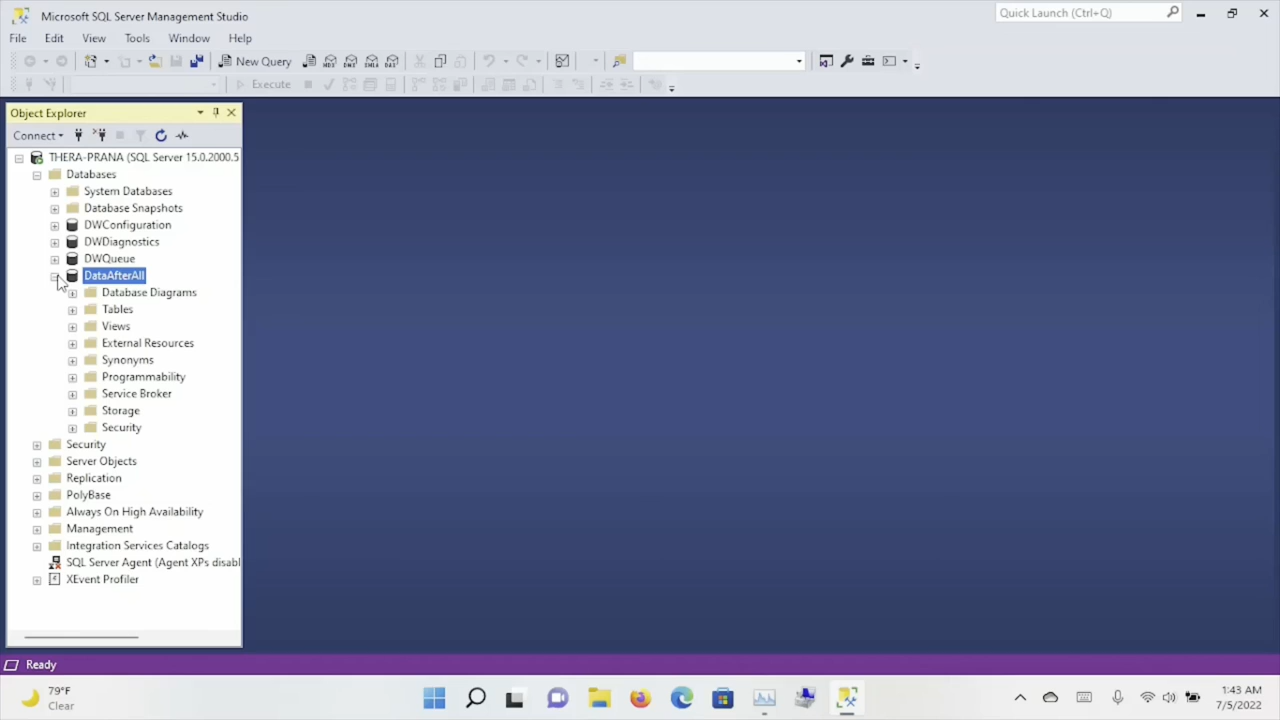 Microsoft SQL Server Management Studio
Quick Launch (Ctrl+Q)
File Edit View Tools Window Help
New Query
Execute
Object Explorer
Connect
THERA-PRANA (SQL Server 15.0.2000.5
Databases
System Databases
Database Snapshots
DWConfiguration
DWDiagnostics
DWQueue
DataAfterAll
Database Diagrams
Tables
Views
External Resources
Synonyms
Programmability
Service Broker
Storage
Security
Security
Server Objects
Replication
PolyBase
Always On High Availability
Management
Integration Services Catalogs
SQL Server Agent (Agent XPs disabl
XEvent Profiler
Ready
79°F
Clear
1:43 AM
7/5/2022